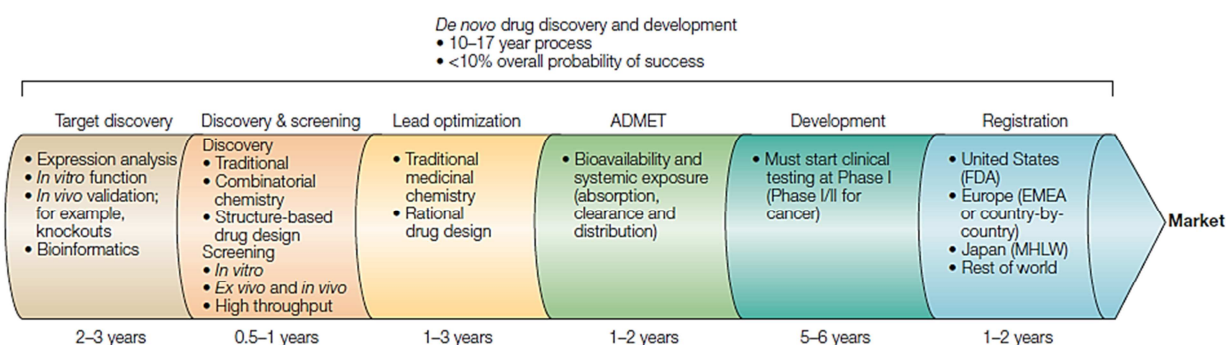 De novo drug discovery and development
• 10–17 year process
• <10% overall probability of success
Target discovery
• Expression analysis
• In vitro function
• In vivo validation;
for example,
knockouts
• Bioinformatics
2–3 years
Discovery & screening
Discovery
• Traditional
• Combinatorial
chemistry
• Structure-based
drug design
Screening
• In vitro
• Ex vivo and in vivo
• High throughput
0.5–1 years
Lead optimization
• Traditional
medicinal
chemistry
• Rational
drug design
1–3 years
ADMET
• Bioavailability and
systemic exposure
(absorption,
clearance and
distribution)
1–2 years
Development
• Must start clinical
testing at Phase I
(Phase I/II for
cancer)
5–6 years
Registration
• United States
(FDA)
• Europe (EMEA
or country-by-
country)
• Japan (MHLW)
• Rest of world
1–2 years
Market